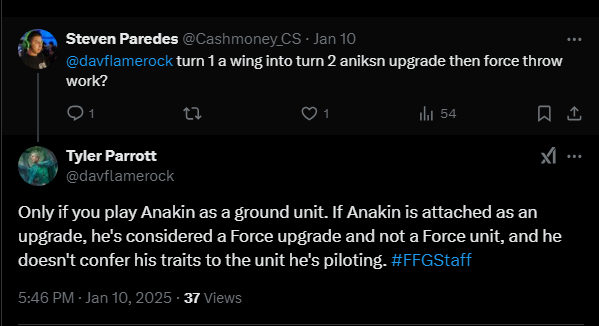 Steven Paredes @Cashmoney_CS · Jan 10
@davflamerock turn 1 a wing into turn 2 aniksn upgrade then force throw
work?
1 1 54
Tyler Parrott
@davflamerock
Only if you play Anakin as a ground unit. If Anakin is attached as an
upgrade, he's considered a Force upgrade and not a Force unit, and he
doesn't confer his traits to the unit he's piloting. #FFGStaff
5:46 PM · Jan 10, 2025 · 37 Views